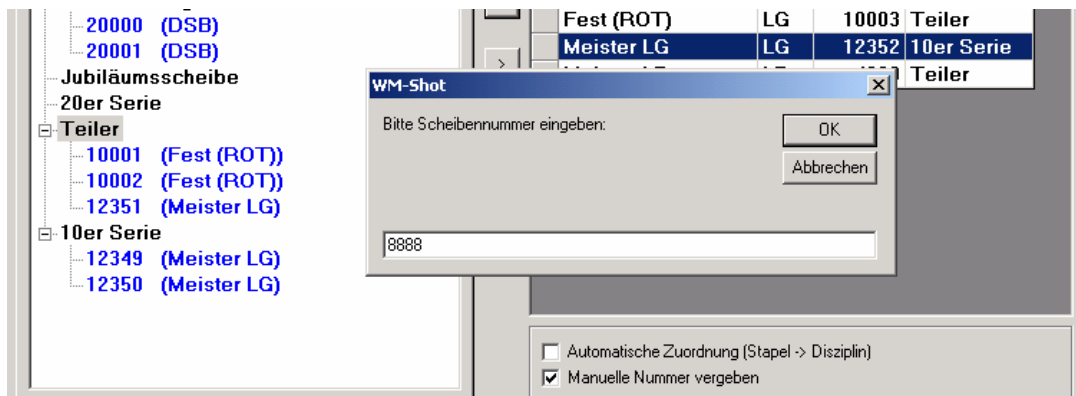 20000 (DSB)
20001 (DSB)
Jubiläumsscheibe
20er Serie
Teiler
10001 (Fest (ROT))
10002 (Fest (ROT))
12351 (Meister LG)
10er Serie
12349 (Meister LG)
12350 (Meister LG)
>
Fest (ROT) LG 10003 Teiler
Meister LG LG 12352 10er Serie
Teiler
WM-Shot
Bitte Scheibennummer eingeben:
OK
Abbrechen
8888
Automatische Zuordnung (Stapel -> Disziplin)
Manuelle Nummer vergeben